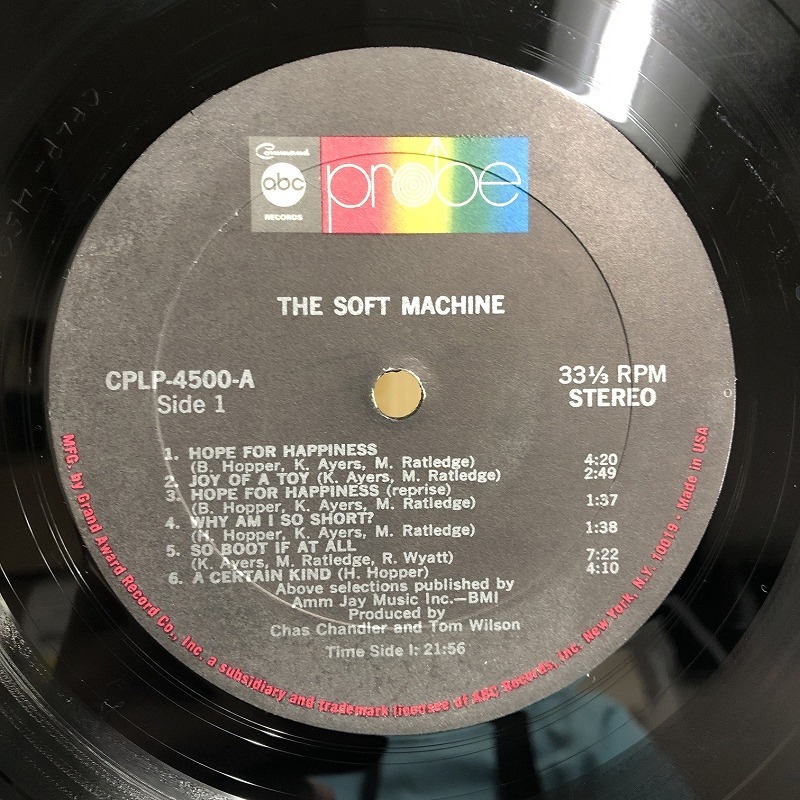 Command
abc
RECORDS
probe
THE SOFT MACHINE
CPLP-4500-A
Side 1
33⅓ RPM
STEREO
1. HOPE FOR HAPPINESS
(B. Hopper, K. Ayers, M. Ratledge) 4:20
2. JOY OF A TOY (K. Ayers, M. Ratledge) 2:49
3. HOPE FOR HAPPINESS (reprise)
(B. Hopper, K. Ayers, M. Ratledge) 1:37
4. WHY AM I SO SHORT?
(H. Hopper, K. Ayers, M. Ratledge) 1:38
5. SO BOOT IF AT ALL
(K. Ayers, M. Ratledge, R. Wyatt) 7:22
6. A CERTAIN KIND (H. Hopper) 4:10
Above selections published by
Amm Jay Music Inc.—BMI
Produced by
Chas Chandler and Tom Wilson
Time Side I: 21:56
MFG. by Grand Award Record Co., Inc. a subsidiary and trademark licensee of ABC Records, Inc. New York, N.Y. 10019 • Made in USA